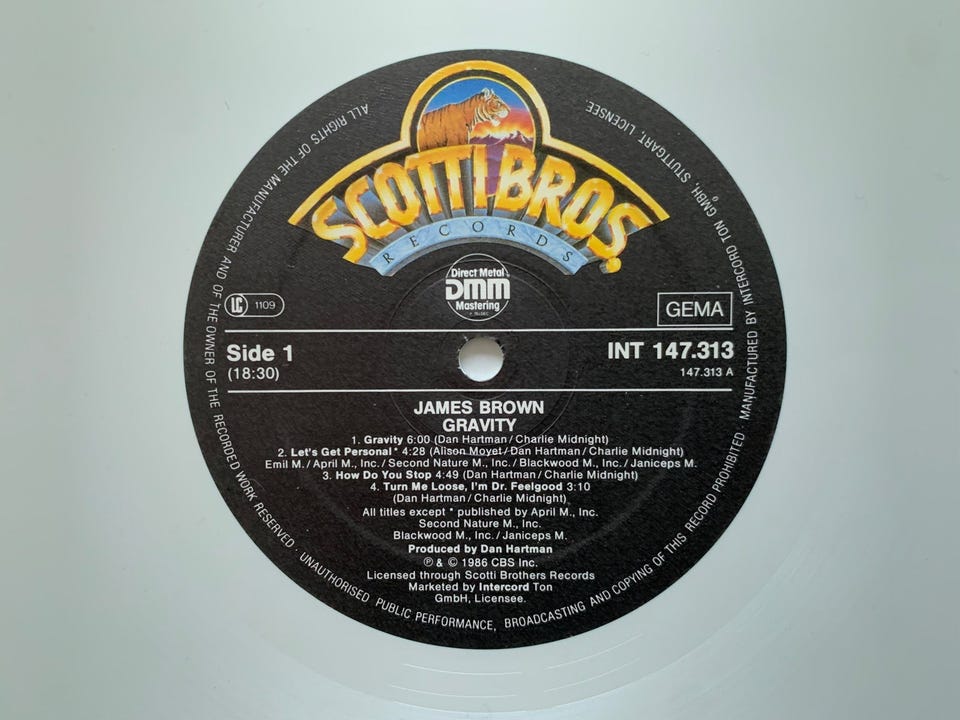 SCOTTI BROS.
RECORDS
Direct Metal
DMM
Mastering
LC 1109
GEMA
Side 1
(18:30)
INT 147.313
147.313 A
JAMES BROWN
GRAVITY
1. Gravity 6:00 (Dan Hartman/Charlie Midnight)
2. Let's Get Personal* 4:28 (Alison Moyet/Dan Hartman/Charlie Midnight)
Emil M./April M., Inc./Second Nature M., Inc./Blackwood M., Inc./Janiceps M.
3. How Do You Stop 4:49 (Dan Hartman/Charlie Midnight)
4. Turn Me Loose, I'm Dr. Feelgood 3:10
(Dan Hartman/Charlie Midnight)
All titles except * published by April M., Inc.
Second Nature M., Inc.
Blackwood M., Inc./Janiceps M.
Produced by Dan Hartman
℗ & © 1986 CBS Inc.
Licensed through Scotti Brothers Records
Marketed by Intercord Ton
GmbH, Licensee.
ALL RIGHTS OF THE MANUFACTURER AND OF THE OWNER OF THE RECORDED WORK RESERVED · UNAUTHORISED PUBLIC PERFORMANCE, BROADCASTING AND COPYING OF THIS RECORD PROHIBITED · MANUFACTURED BY INTERCORD TON GMBH, STUTTGART, LICENSEE.